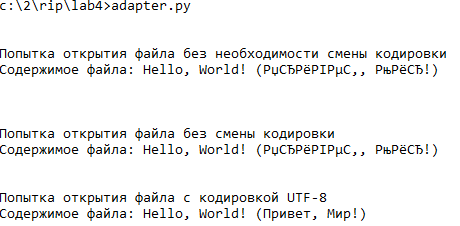 c:\2\rip\lab4>adapter.py
Попытка открытия файла без необходимости смены кодировки
Содержимое файла: Hello, World! (РџСЂРёРІРµС‚, РњРёСЂ!)
Попытка открытия файла без смены кодировки
Содержимое файла: Hello, World! (РџСЂРёРІРµС‚, РњРёСЂ!)
Попытка открытия файла с кодировкой UTF-8
Содержимое файла: Hello, World! (Привет, Мир!)